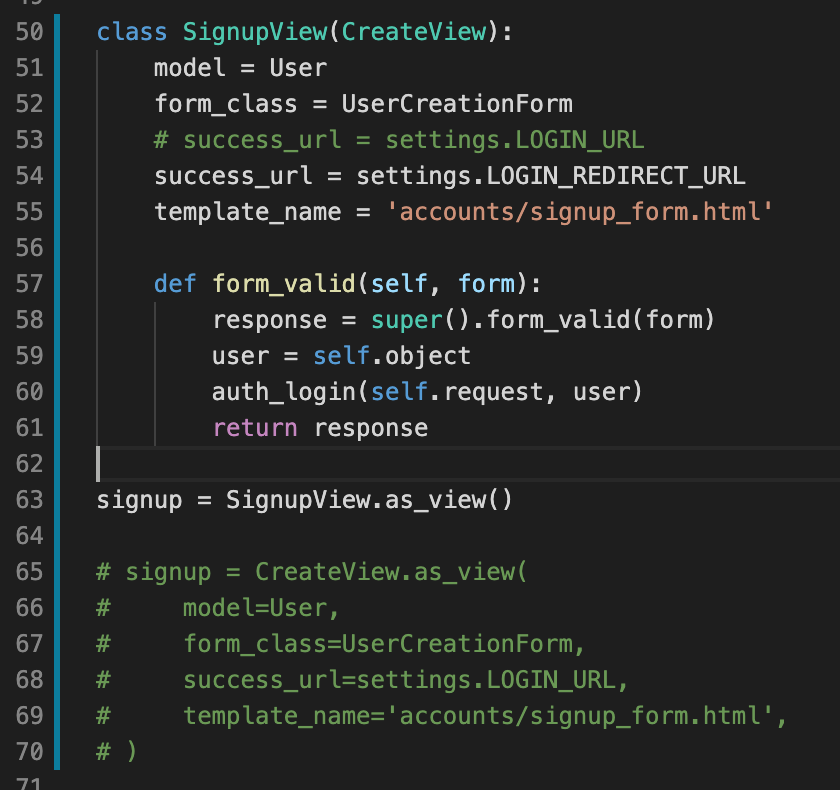 50 class SignupView(CreateView):
51     model = User
52     form_class = UserCreationForm
53     # success_url = settings.LOGIN_URL
54     success_url = settings.LOGIN_REDIRECT_URL
55     template_name = 'accounts/signup_form.html'
56
57     def form_valid(self, form):
58         response = super().form_valid(form)
59         user = self.object
60         auth_login(self.request, user)
61         return response
62
63 signup = SignupView.as_view()
64
65 # signup = CreateView.as_view(
66 #     model=User,
67 #     form_class=UserCreationForm,
68 #     success_url=settings.LOGIN_URL,
69 #     template_name='accounts/signup_form.html',
70 # )
71